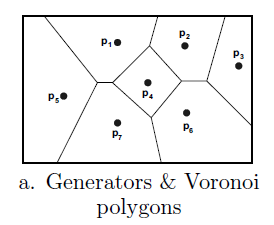 p1
p2
p3
p5
p4
p7
p6
a. Generators & Voronoi
polygons